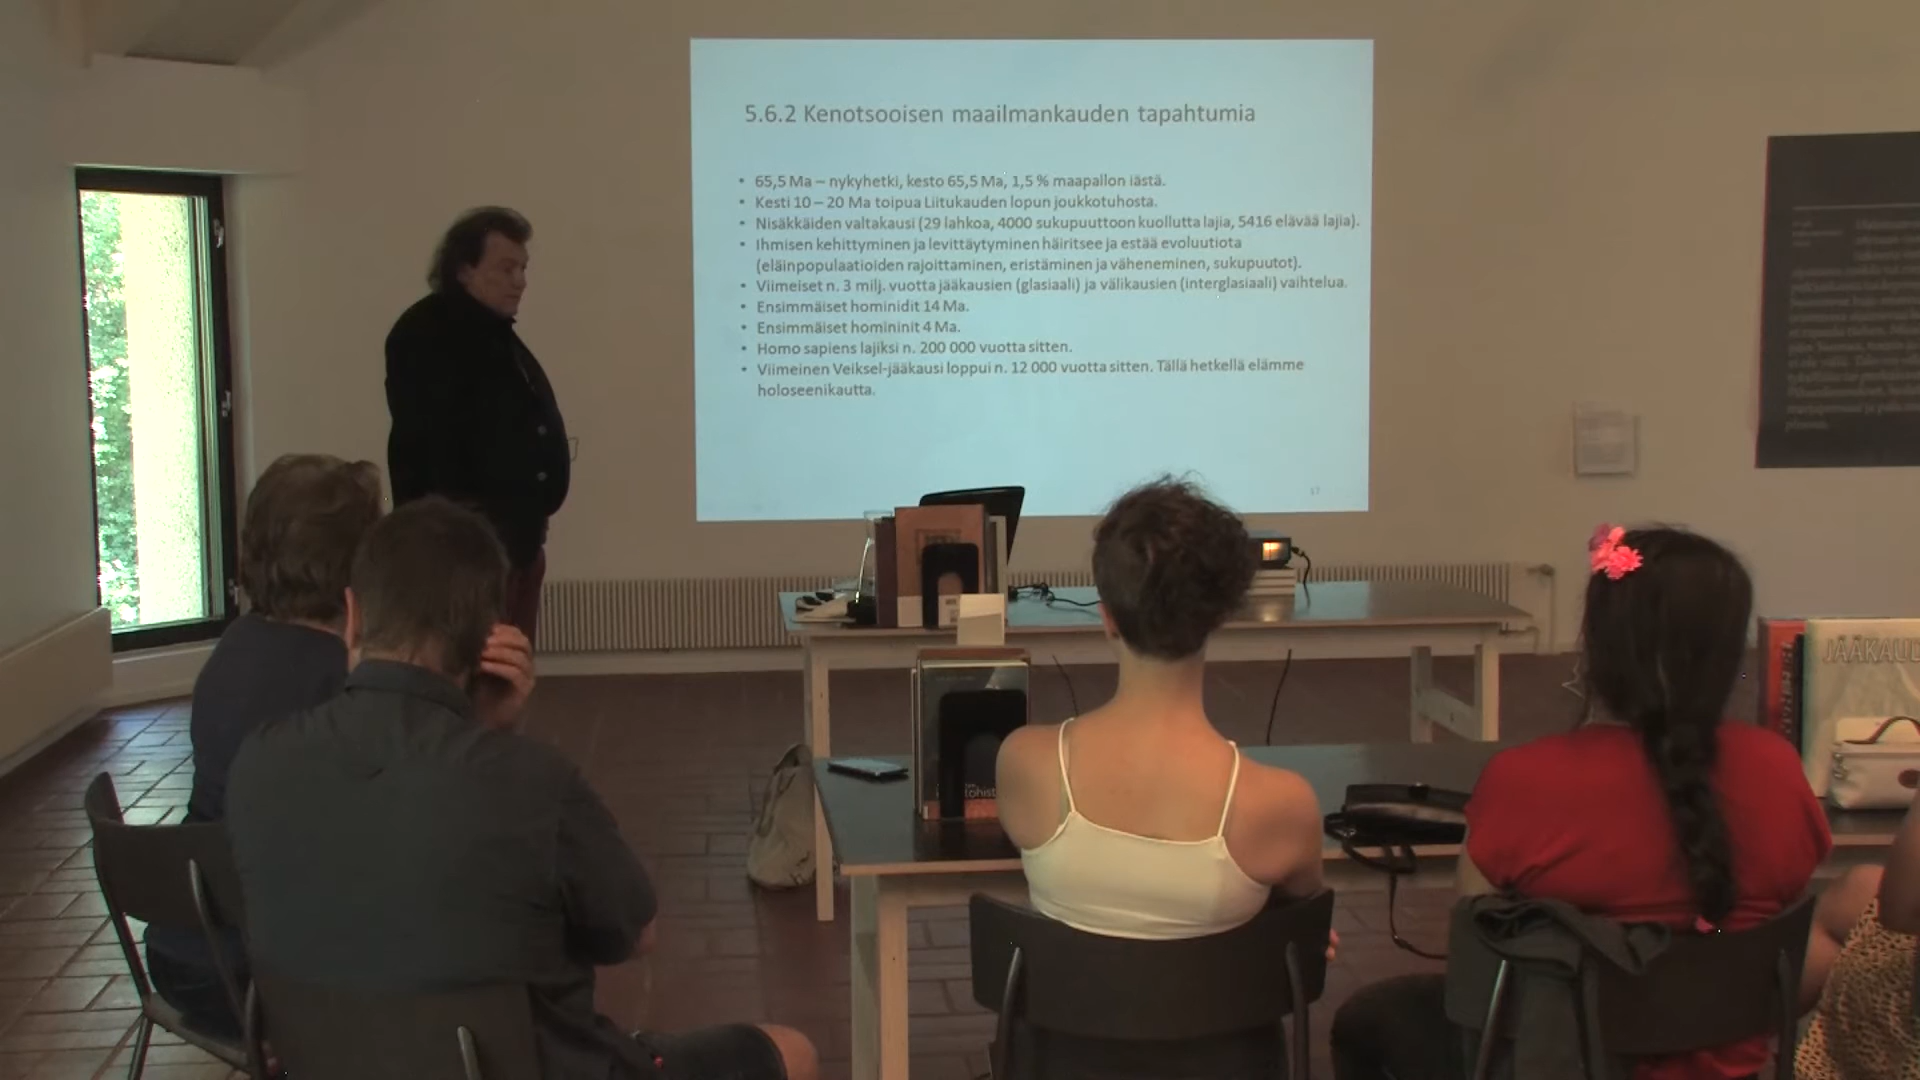 5.6.2 Kenotsooisen maailmankauden tapahtumia
• 65,5 Ma – nykyhetki, kesto 65,5 Ma, 1,5 % maapallon iästä.
• Kesti 10 – 20 Ma toipua Liitukauden lopun joukkotuhosta.
• Nisäkkäiden valtakausi (29 lahkoa, 4000 sukupuuttoon kuollutta lajia, 5416 elävää lajia).
• Ihmisen kehittyminen ja levittäytyminen häiritsee ja estää evoluutiota
(eläinpopulaatioiden rajoittaminen, eristäminen ja väheneminen, sukupuutot).
• Viimeiset n. 3 milj. vuotta jääkausien (glasiaali) ja välikausien (interglasiaali) vaihtelua.
• Ensimmäiset hominidit 14 Ma.
• Ensimmäiset homininit 4 Ma.
• Homo sapiens lajiksi n. 200 000 vuotta sitten.
• Viimeinen Veiksel-jääkausi loppui n. 12 000 vuotta sitten. Tällä hetkellä elämme
holoseenikautta.
17
JÄÄKAUD